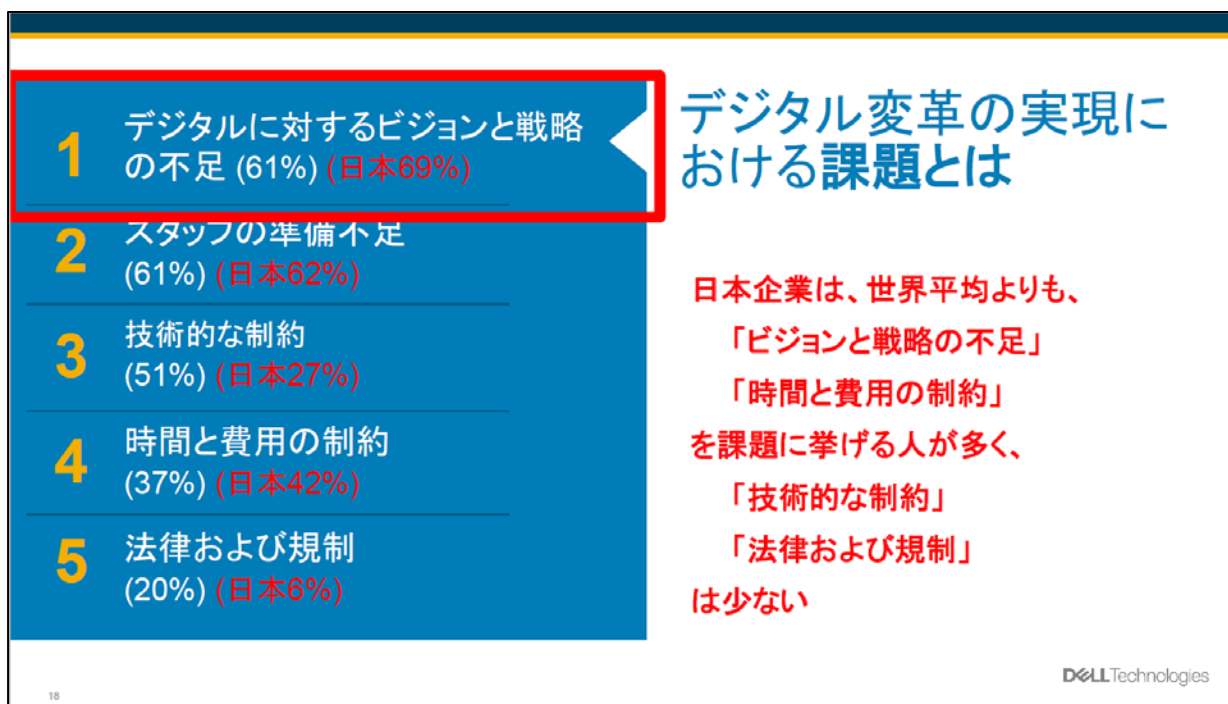 1
デジタルに対するビジョンと戦略
の不足 (61%) (日本69%)
2
スタッフの準備不足
(61%) (日本62%)
3
技術的な制約
(51%) (日本27%)
4
時間と費用の制約
(37%) (日本42%)
5
法律および規制
(20%) (日本6%)
デジタル変革の実現に
おける課題とは
日本企業は、世界平均よりも、
「ビジョンと戦略の不足」
「時間と費用の制約」
を課題に挙げる人が多く、
「技術的な制約」
「法律および規制」
は少ない
18
DELLTechnologies